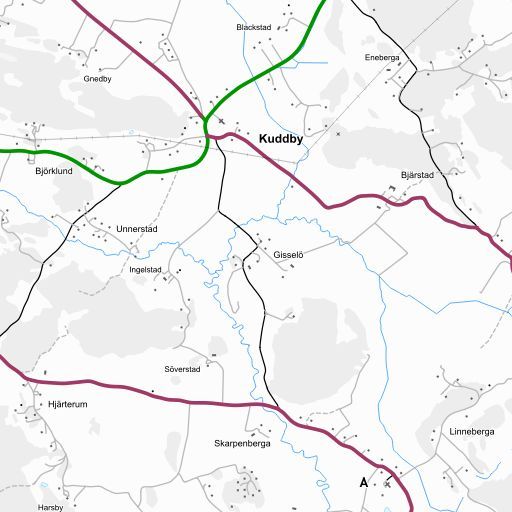 Blackstad
Eneberga
Gnedby
Kuddby
Björklund
Bjärstad
Unnerstad
Gisselö
Ingelstad
Söverstad
Hjärterum
Linneberga
Skarpenberga
A
Harsby